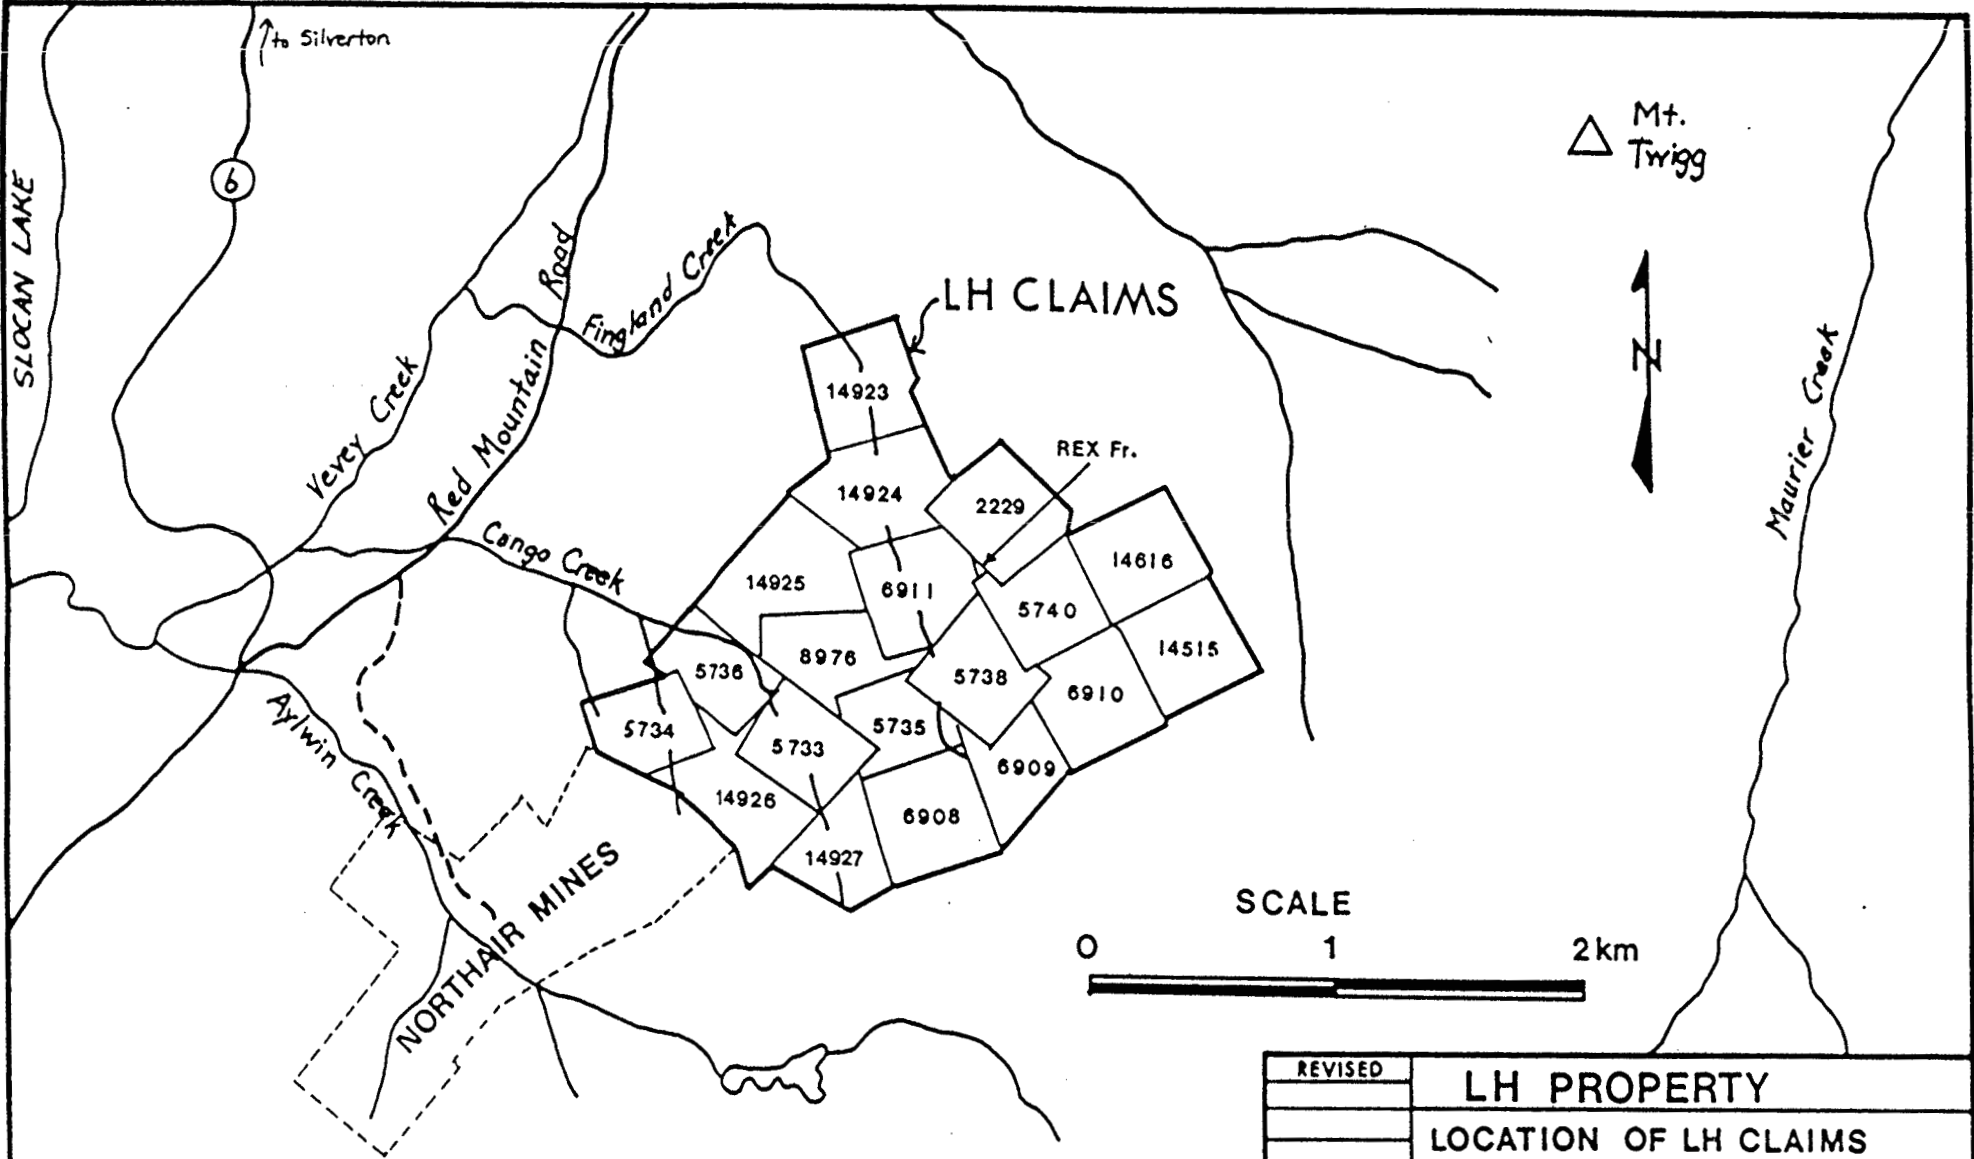 to Silverton
Mt.
Twigg
6
SLOCAN LAKE
Road
Fingland Creek
LH CLAIMS
N
Maurier Creek
Vevey Creek
Red Mountain
14923
REX Fr.
14924
2229
Congo Creek
14616
14925
6911
5740
14515
8976
5736
5738
6910
5734
5735
5733
6909
Aylwin Creek
14926
6908
14927
NORTHAIR MINES
SCALE
0 1 2 km
REVISED
LH PROPERTY
LOCATION OF LH CLAIMS